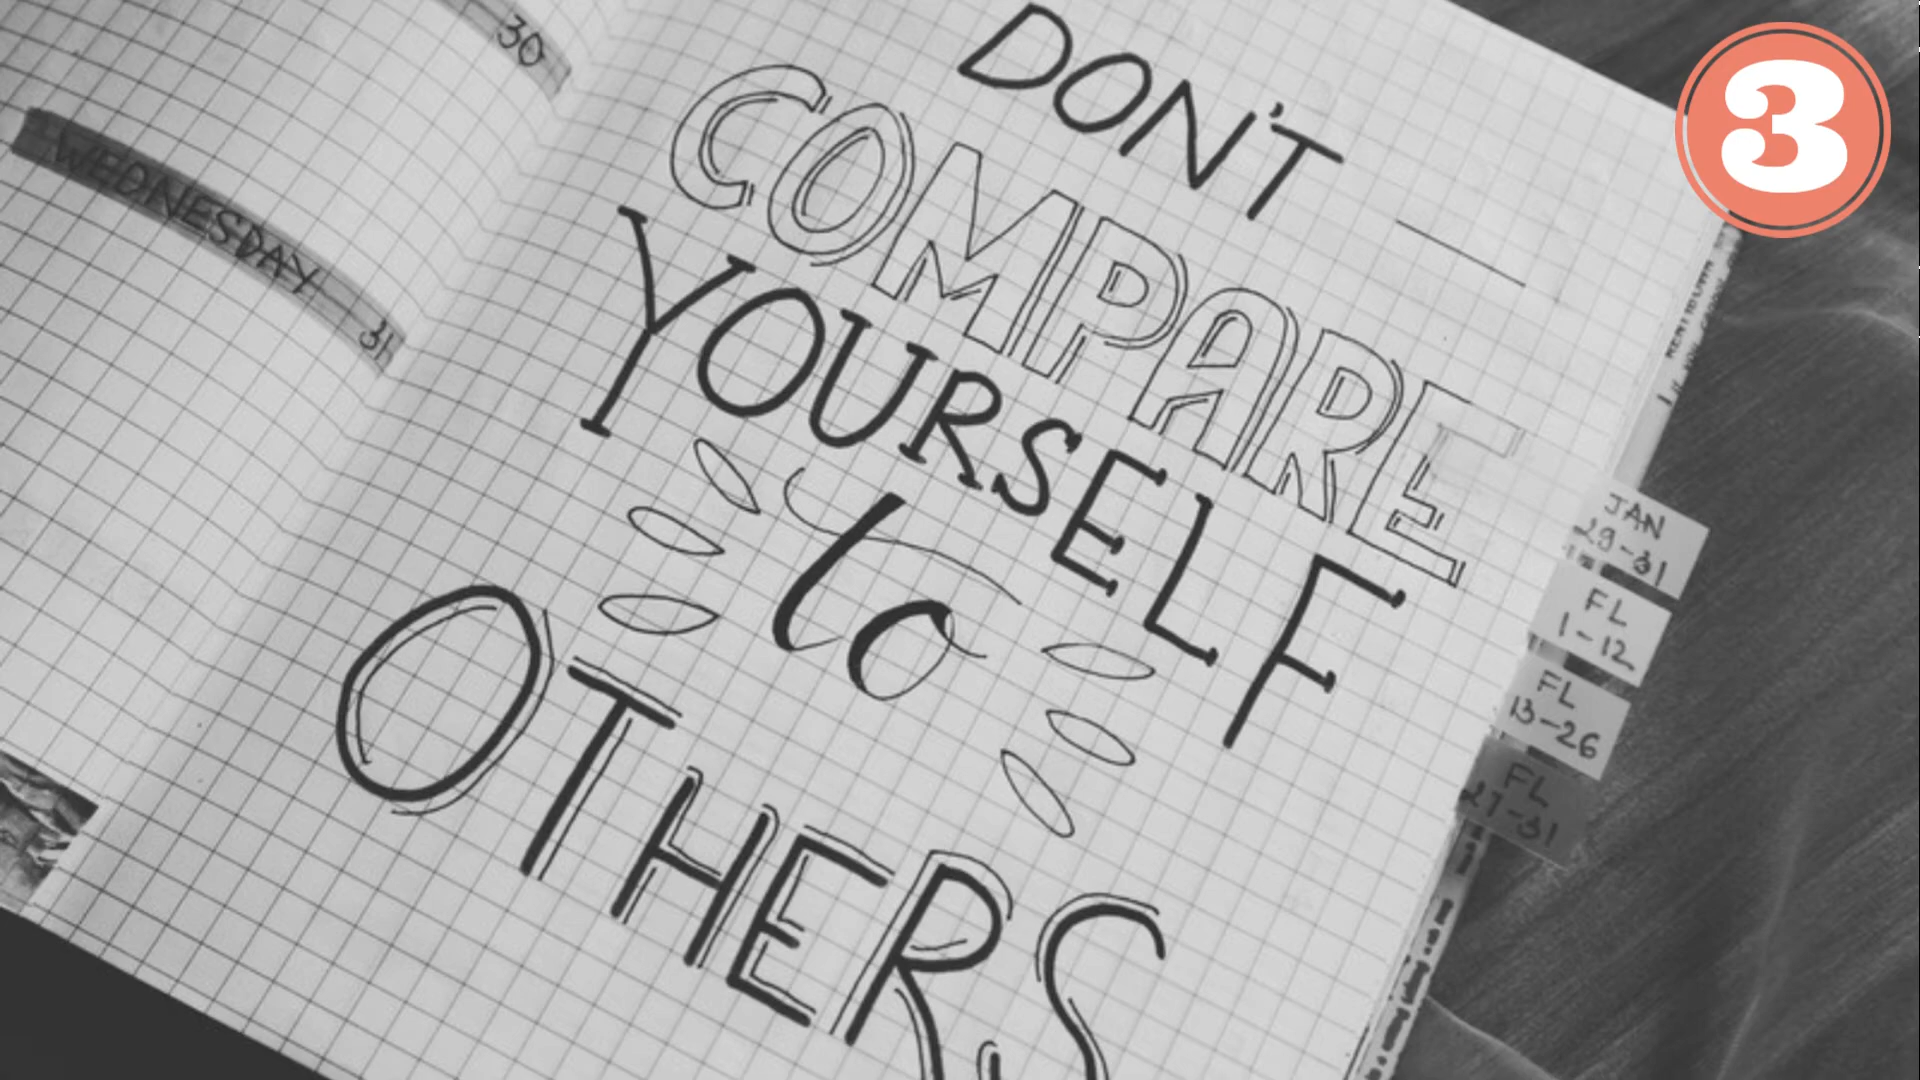 30
WEDNESDAY
31
DON'T
COMPARE
YOURSELF
to
OTHERS
3
JAN
29-31
FL
1-12
FL
13-26
FL
27-31